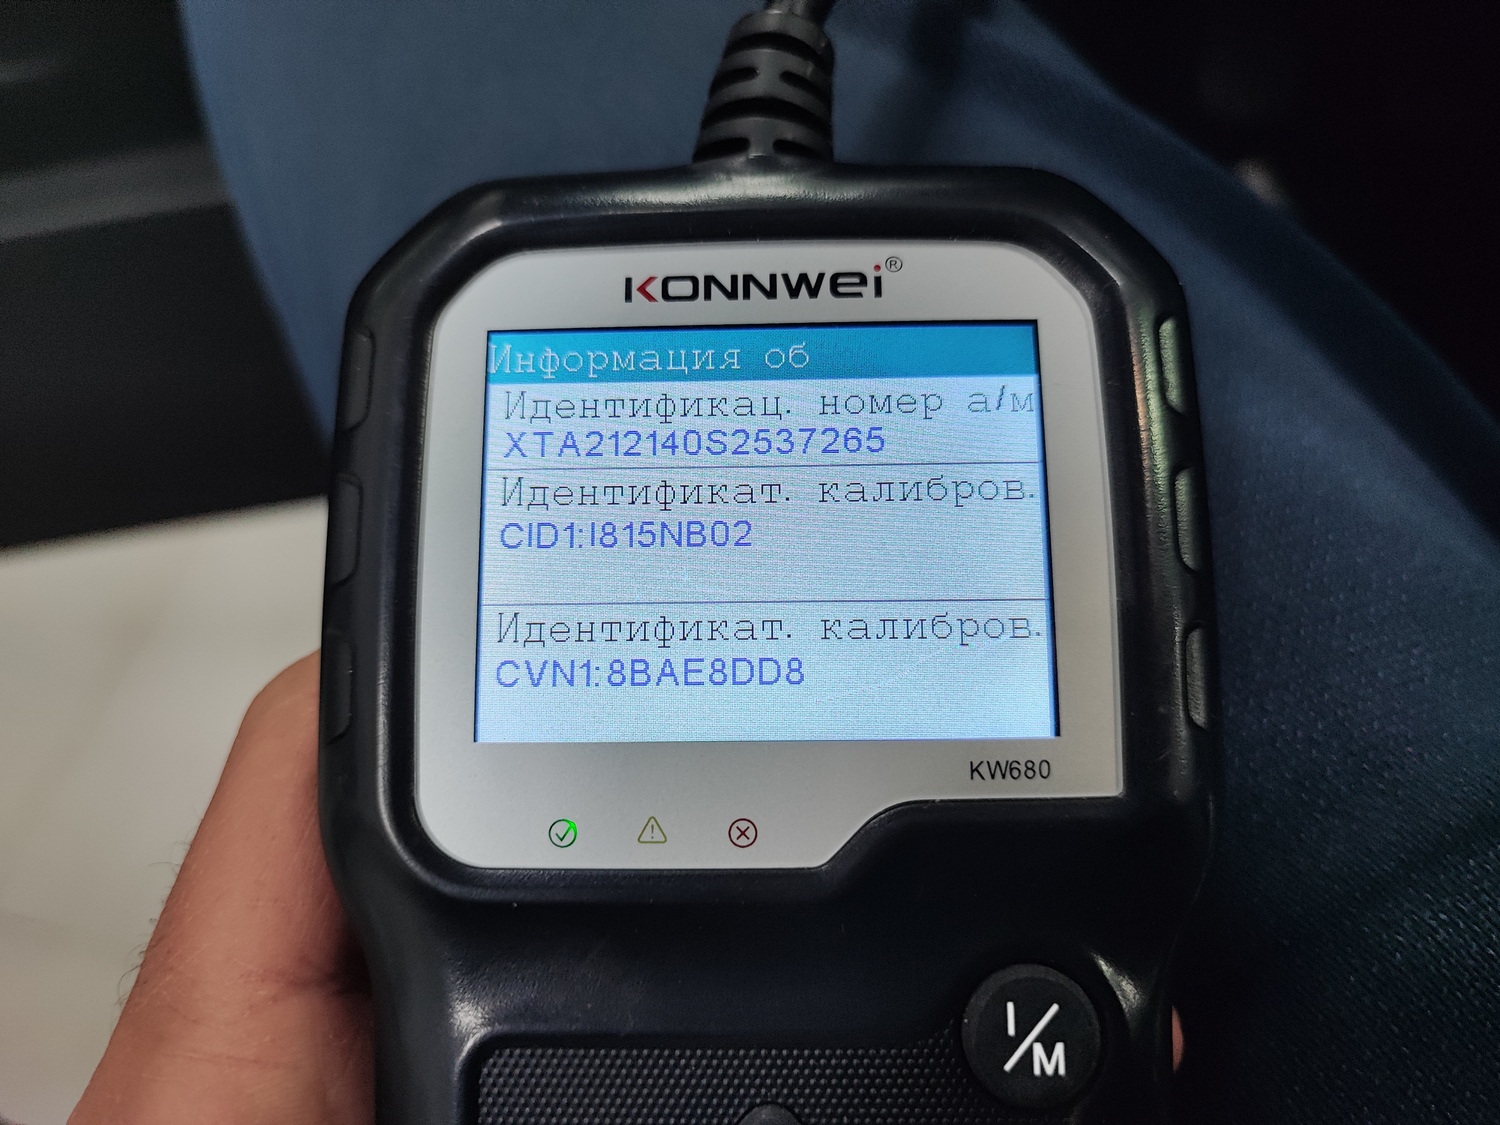 KONNWEI®
Информация об
Идентификац. номер а/м
XTA212140S2537265
Идентификат. калибров.
CID1:I815NB02
Идентификат. калибров.
CVN1:8BAE8DD8
KW680
I/M